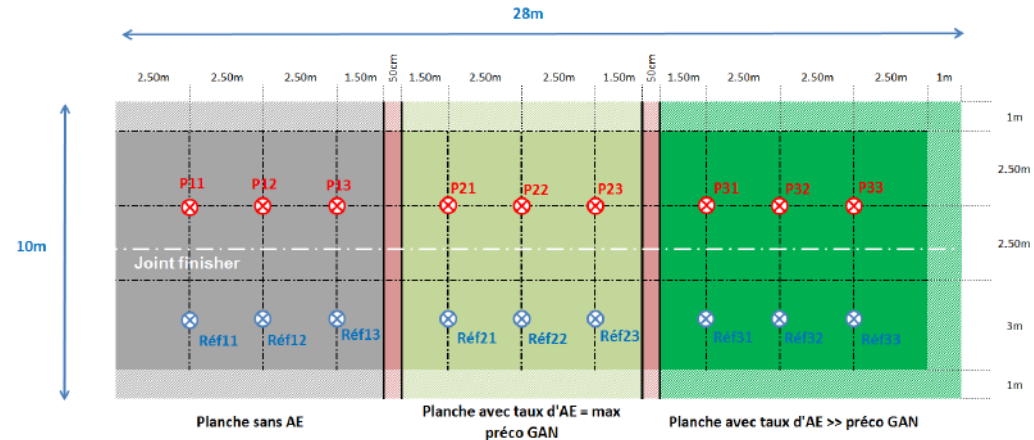 28m
2.50m 2.50m 2.50m 1.50m 50cm 1.50m 2.50m 2.50m 1.50m 50cm 1.50m 2.50m 2.50m 2.50m 1m
1m
2.50m
P11 P12 P13 P21 P22 P23 P31 P32 P33
10m
2.50m
Joint finisher
3m
Réf11 Réf12 Réf13 Réf21 Réf22 Réf23 Réf31 Réf32 Réf33
1m
Planche sans AE
Planche avec taux d'AE = max
préco GAN
Planche avec taux d'AE >> préco GAN